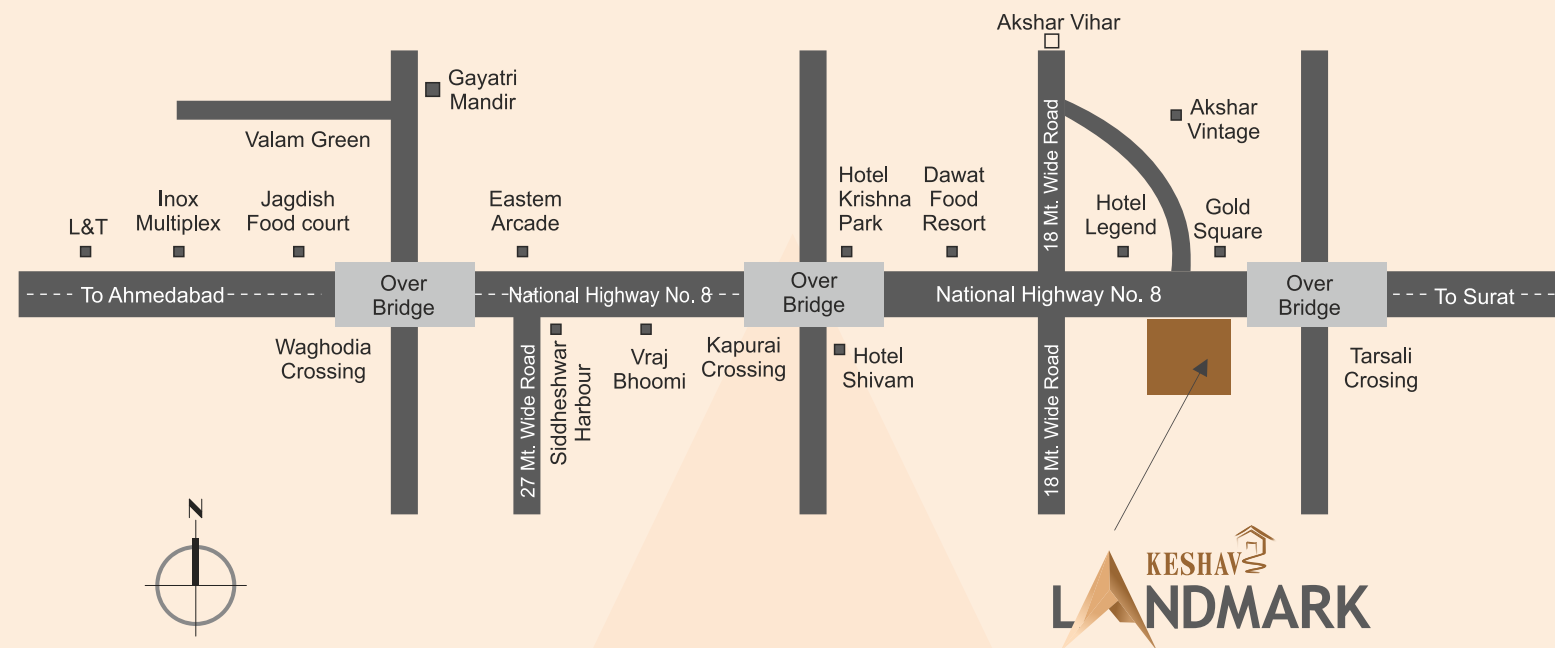 Akshar Vihar
Gayatri
Mandir
Valam Green
Akshar
Vintage
18 Mt. Wide Road
L&T
Inox
Multiplex
Jagdish
Food court
Eastem
Arcade
Hotel
Krishna
Park
Dawat
Food
Resort
Hotel
Legend
Gold
Square
To Ahmedabad
Over
Bridge
National Highway No. 8
Over
Bridge
National Highway No. 8
Over
Bridge
To Surat
Waghodia
Crossing
27 Mt. Wide Road
Siddheshwar
Harbour
Vraj
Bhoomi
Kapurai
Crossing
Hotel
Shivam
18 Mt. Wide Road
Tarsali
Crosing
N
KESHAV
LANDMARK